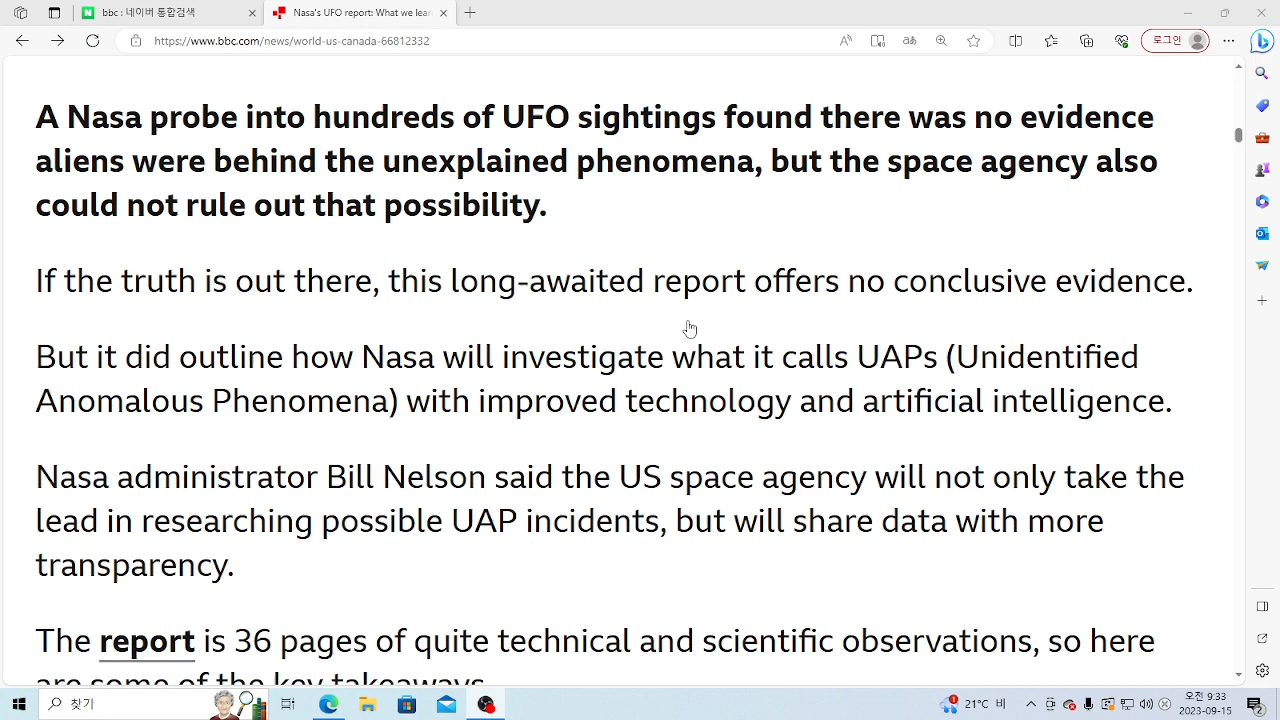 bbc : 네이버 통합검색
Nasa's UFO report: What we lear
https://www.bbc.com/news/world-us-canada-66812332
로그인
A Nasa probe into hundreds of UFO sightings found there was no evidence
aliens were behind the unexplained phenomena, but the space agency also
could not rule out that possibility.
If the truth is out there, this long-awaited report offers no conclusive evidence.
But it did outline how Nasa will investigate what it calls UAPs (Unidentified
Anomalous Phenomena) with improved technology and artificial intelligence.
Nasa administrator Bill Nelson said the US space agency will not only take the
lead in researching possible UAP incidents, but will share data with more
transparency.
The report is 36 pages of quite technical and scientific observations, so here
are some of the key takeaways
찾기
21°C 비
오전 9:33
2023-09-15